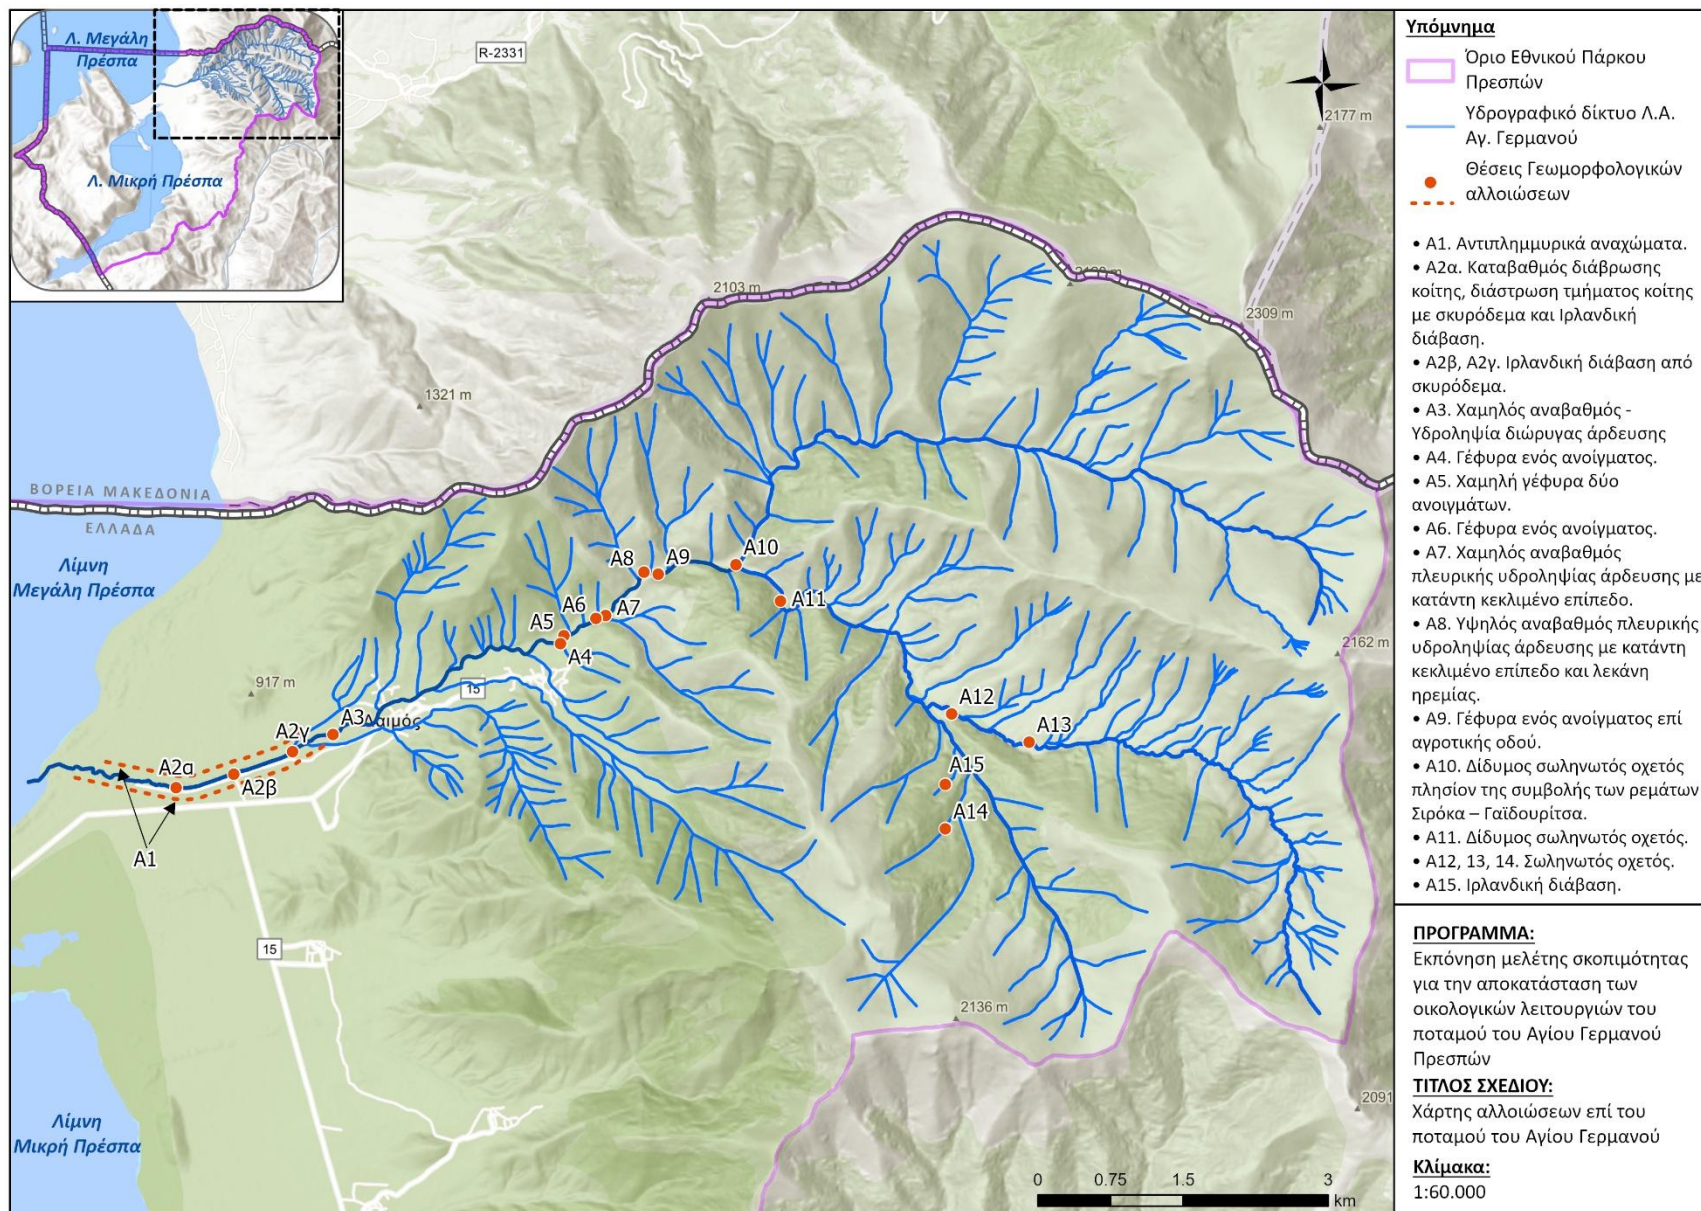 Λ. Μεγάλη
Πρέσπα
Λ. Μικρή Πρέσπα
R-2331
2177 m
2103 m
2309 m
1321 m
ΒΟΡΕΙΑ ΜΑΚΕΔΟΝΙΑ
ΕΛΛΑΔΑ
Λίμνη
Μεγάλη Πρέσπα
A8
A9
A10
A11
A6
A7
A5
A4
2162 m
917 m
15
A3
Λαιμός
A2γ
A2α
A2β
A1
A12
A13
A15
A14
15
2136 m
2091
Λίμνη
Μικρή Πρέσπα
0 0.75 1.5 3
km
Υπόμνημα
Όριο Εθνικού Πάρκου
Πρεσπών
Υδρογραφικό δίκτυο Λ.Α.
Αγ. Γερμανού
Θέσεις Γεωμορφολογικών
αλλοιώσεων
• Α1. Αντιπλημμυρικά αναχώματα.
• Α2α. Καταβαθμός διάβρωσης
κοίτης, διάστρωση τμήματος κοίτης
με σκυρόδεμα και Ιρλανδική
διάβαση.
• Α2β, Α2γ. Ιρλανδική διάβαση από
σκυρόδεμα.
• Α3. Χαμηλός αναβαθμός -
Υδροληψία διώρυγας άρδευσης
• Α4. Γέφυρα ενός ανοίγματος.
• Α5. Χαμηλή γέφυρα δύο
ανοιγμάτων.
• Α6. Γέφυρα ενός ανοίγματος.
• Α7. Χαμηλός αναβαθμός
πλευρικής υδροληψίας άρδευσης με
κατάντη κεκλιμένο επίπεδο.
• Α8. Υψηλός αναβαθμός πλευρικής
υδροληψίας άρδευσης με κατάντη
κεκλιμένο επίπεδο και λεκάνη
ηρεμίας.
• Α9. Γέφυρα ενός ανοίγματος επί
αγροτικής οδού.
• Α10. Δίδυμος σωληνωτός οχετός
πλησίον της συμβολής των ρεμάτων
Σιρόκα – Γαϊδουρίτσα.
• Α11. Δίδυμος σωληνωτός οχετός.
• Α12, 13, 14. Σωληνωτός οχετός.
• Α15. Ιρλανδική διάβαση.
ΠΡΟΓΡΑΜΜΑ:
Εκπόνηση μελέτης σκοπιμότητας
για την αποκατάσταση των
οικολογικών λειτουργιών του
ποταμού του Αγίου Γερμανού
Πρεσπών
ΤΙΤΛΟΣ ΣΧΕΔΙΟΥ:
Χάρτης αλλοιώσεων επί του
ποταμού του Αγίου Γερμανού
Κλίμακα:
1:60.000